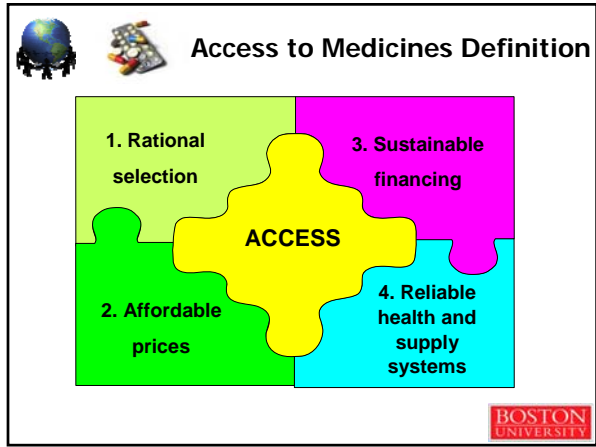 Access to Medicines Definition
1. Rational
selection
3. Sustainable
financing
ACCESS
2. Affordable
prices
4. Reliable
health and
supply
systems
BOSTON
UNIVERSITY